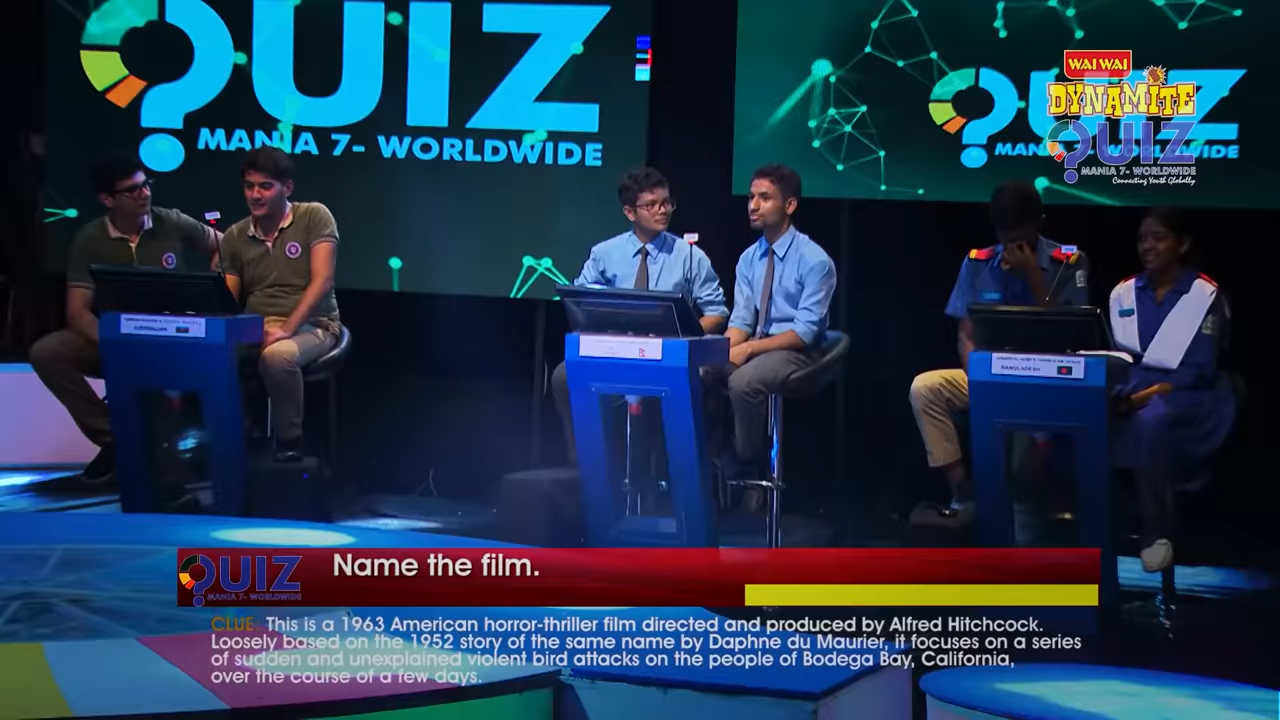 QUIZ
MANIA 7- WORLDWIDE
WAI WAI
DYNAMITE
QUIZ
MANIA 7- WORLDWIDE
Connecting Youth Globally
AZERBAIJAN
BANGLADESH
QUIZ
MANIA 7- WORLDWIDE
Name the film.
CLUE: This is a 1963 American horror-thriller film directed and produced by Alfred Hitchcock.
Loosely based on the 1952 story of the same name by Daphne du Maurier, it focuses on a series
of sudden and unexplained violent bird attacks on the people of Bodega Bay, California,
over the course of a few days.